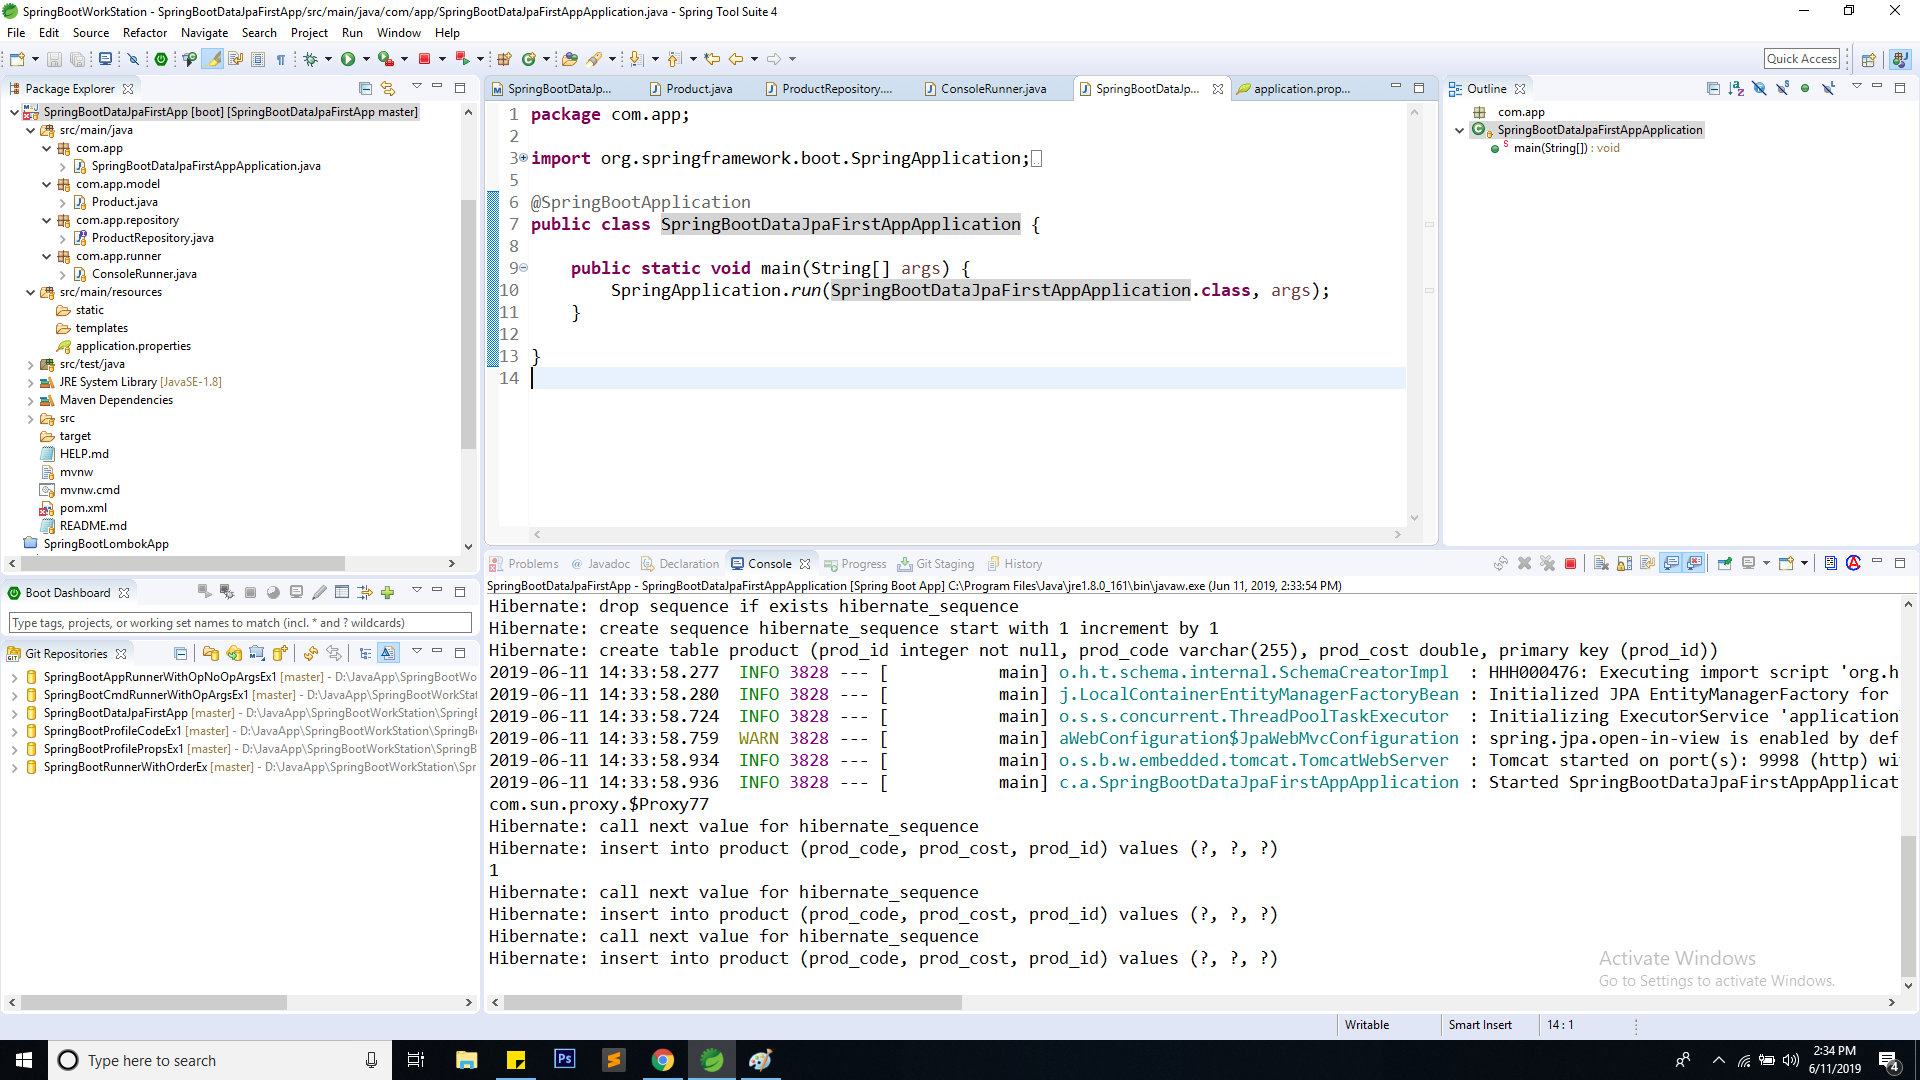 SpringBootWorkStation - SpringBootDataJpaFirstApp/src/main/java/com/app/SpringBootDataJpaFirstAppApplication.java - Spring Tool Suite 4
File Edit Source Refactor Navigate Search Project Run Window Help
Quick Access
Package Explorer
SpringBootDataJpaFirstApp [boot] [SpringBootDataJpaFirstApp master]
src/main/java
com.app
SpringBootDataJpaFirstAppApplication.java
com.app.model
Product.java
com.app.repository
ProductRepository.java
com.app.runner
ConsoleRunner.java
src/main/resources
static
templates
application.properties
src/test/java
JRE System Library [JavaSE-1.8]
Maven Dependencies
src
target
HELP.md
mvnw
mvnw.cmd
pom.xml
README.md
SpringBootLombokApp
SpringBootDataJp... Product.java ProductRepository.... ConsoleRunner.java SpringBootDataJp... application.prop...
1 package com.app;
2
3 import org.springframework.boot.SpringApplication;
5
6 @SpringBootApplication
7 public class SpringBootDataJpaFirstAppApplication {
8
9 public static void main(String[] args) {
10 SpringApplication.run(SpringBootDataJpaFirstAppApplication.class, args);
11 }
12
13 }
14
Outline
com.app
SpringBootDataJpaFirstAppApplication
main(String[]) : void
Boot Dashboard
Type tags, projects, or working set names to match (incl. * and ? wildcards)
Git Repositories
SpringBootAppRunnerWithOpNoOpArgsEx1 [master] - D:\JavaApp\SpringBootWo
SpringBootCmdRunnerWithOpArgsEx1 [master] - D:\JavaApp\SpringBootWorkStat
SpringBootDataJpaFirstApp [master] - D:\JavaApp\SpringBootWorkStation\SpringB
SpringBootProfileCodeEx1 [master] - D:\JavaApp\SpringBootWorkStation\SpringBo
SpringBootProfilePropsEx1 [master] - D:\JavaApp\SpringBootWorkStation\SpringB
SpringBootRunnerWithOrderEx [master] - D:\JavaApp\SpringBootWorkStation\Spr
Problems @ Javadoc Declaration Console Progress Git Staging History
SpringBootDataJpaFirstApp - SpringBootDataJpaFirstAppApplication [Spring Boot App] C:\Program Files\Java\jre1.8.0_161\bin\javaw.exe (Jun 11, 2019, 2:33:54 PM)
Hibernate: drop sequence if exists hibernate_sequence
Hibernate: create sequence hibernate_sequence start with 1 increment by 1
Hibernate: create table product (prod_id integer not null, prod_code varchar(255), prod_cost double, primary key (prod_id))
2019-06-11 14:33:58.277 INFO 3828 --- [ main] o.h.t.schema.internal.SchemaCreatorImpl : HHH000476: Executing import script 'org.h
2019-06-11 14:33:58.280 INFO 3828 --- [ main] j.LocalContainerEntityManagerFactoryBean : Initialized JPA EntityManagerFactory for
2019-06-11 14:33:58.724 INFO 3828 --- [ main] o.s.s.concurrent.ThreadPoolTaskExecutor : Initializing ExecutorService 'application
2019-06-11 14:33:58.759 WARN 3828 --- [ main] aWebConfiguration$JpaWebMvcConfiguration : spring.jpa.open-in-view is enabled by def
2019-06-11 14:33:58.934 INFO 3828 --- [ main] o.s.b.w.embedded.tomcat.TomcatWebServer : Tomcat started on port(s): 9998 (http) wi
2019-06-11 14:33:58.936 INFO 3828 --- [ main] c.a.SpringBootDataJpaFirstAppApplication : Started SpringBootDataJpaFirstAppApplicat
com.sun.proxy.$Proxy77
Hibernate: call next value for hibernate_sequence
Hibernate: insert into product (prod_code, prod_cost, prod_id) values (?, ?, ?)
1
Hibernate: call next value for hibernate_sequence
Hibernate: insert into product (prod_code, prod_cost, prod_id) values (?, ?, ?)
Hibernate: call next value for hibernate_sequence
Hibernate: insert into product (prod_code, prod_cost, prod_id) values (?, ?, ?)
Activate Windows
Go to Settings to activate Windows.
Writable Smart Insert 14 : 1
Type here to search
Ps
2:34 PM
6/11/2019
4